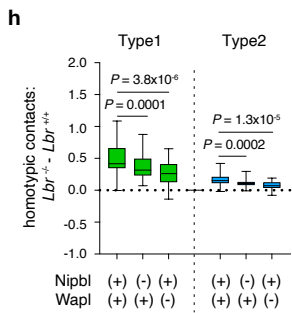 h
Type1 Type2
P = 3.8x10⁻⁶
P = 0.0001
P = 1.3x10⁻⁵
P = 0.0002
homotypic contacts:
Lbr⁻/⁻ - Lbr⁺/⁺
2.0
1.5
1.0
0.5
0.0
-0.5
-1.0
Nipbl (+) (-) (+) (+) (-) (+)
Wapl (+) (+) (-) (+) (+) (-)